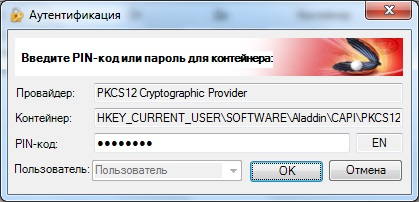 Аутентификация
Введите PIN-код или пароль для контейнера:
Провайдер: PKCS12 Cryptographic Provider
Контейнер: HKEY_CURRENT_USER\SOFTWARE\Aladdin\CAPI\PKCS12
PIN-код: ●●●●●●●● EN
Пользователь: Пользователь OK Отмена